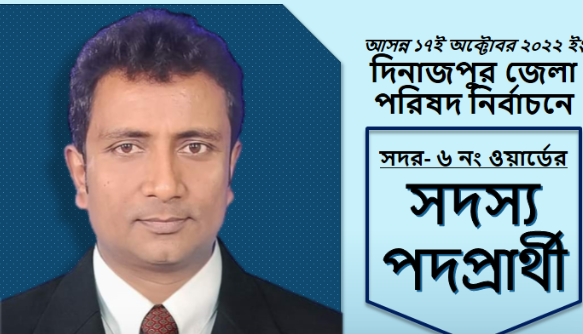 আসন্ন ১৭ই অক্টোবর ২০২২ ইং
দিনাজপুর জেলা
পরিষদ নির্বাচনে
সদর- ৬ নং ওয়ার্ডের
সদস্য
পদপ্রার্থী